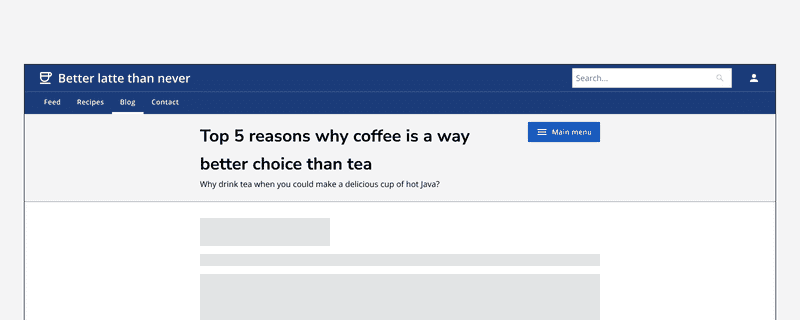 Better latte than never
Search...
Feed Recipes Blog Contact
Top 5 reasons why coffee is a way
better choice than tea
Main menu
Why drink tea when you could make a delicious cup of hot Java?